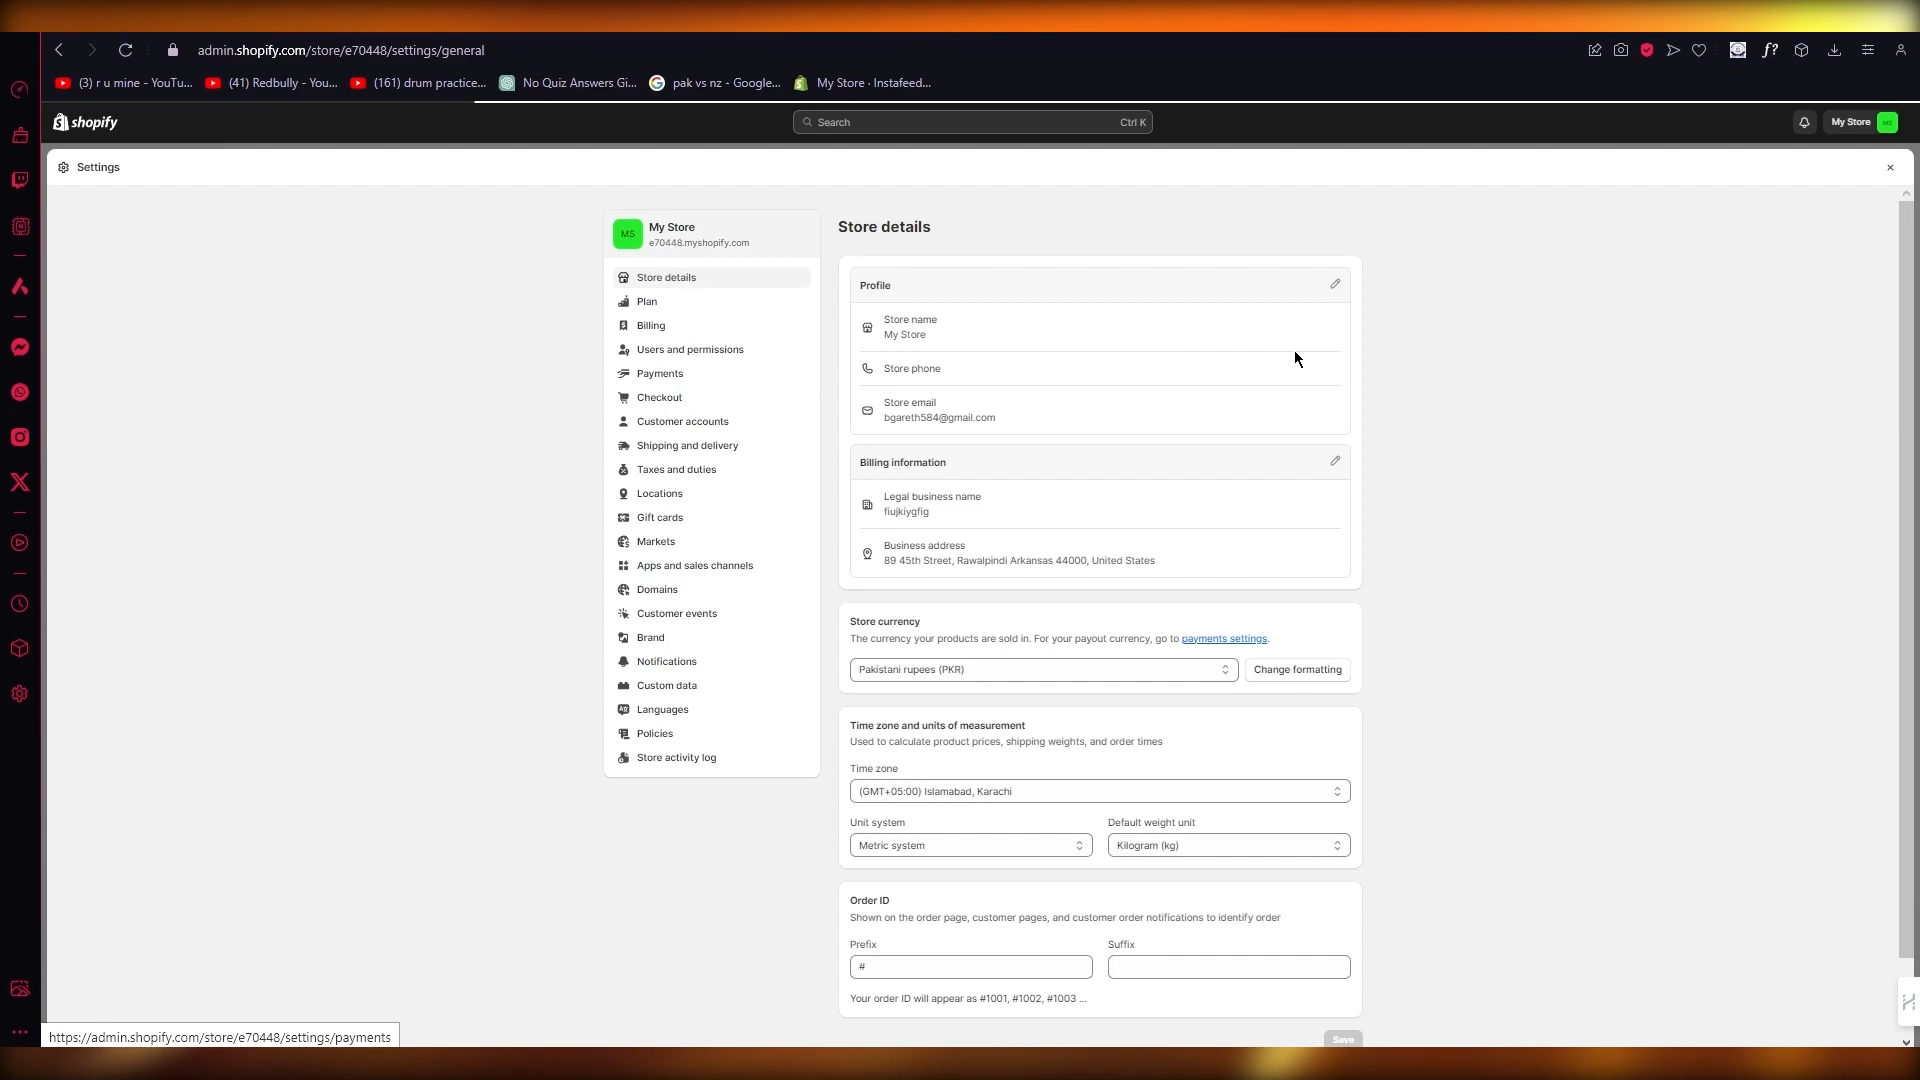 admin.shopify.com/store/e70448/settings/general
(3) r u mine - YouTu...
(41) Redbully - You...
(161) drum practice...
No Quiz Answers Gi...
pak vs nz - Google...
My Store · Instafeed...
shopify
Search
Ctrl K
My Store
MS
Settings
MS
My Store
e70448.myshopify.com
Store details
Plan
Billing
Users and permissions
Payments
Checkout
Customer accounts
Shipping and delivery
Taxes and duties
Locations
Gift cards
Markets
Apps and sales channels
Domains
Customer events
Brand
Notifications
Custom data
Languages
Policies
Store activity log
Store details
Profile
Store name
My Store
Store phone
Store email
bgareth584@gmail.com
Billing information
Legal business name
fiujkiygfig
Business address
89 45th Street, Rawalpindi Arkansas 44000, United States
Store currency
The currency your products are sold in. For your payout currency, go to payments settings.
Pakistani rupees (PKR)
Change formatting
Time zone and units of measurement
Used to calculate product prices, shipping weights, and order times
Time zone
(GMT+05:00) Islamabad, Karachi
Unit system
Default weight unit
Metric system
Kilogram (kg)
Order ID
Shown on the order page, customer pages, and customer order notifications to identify order
Prefix
Suffix
#
Your order ID will appear as #1001, #1002, #1003 ...
Save
https://admin.shopify.com/store/e70448/settings/payments